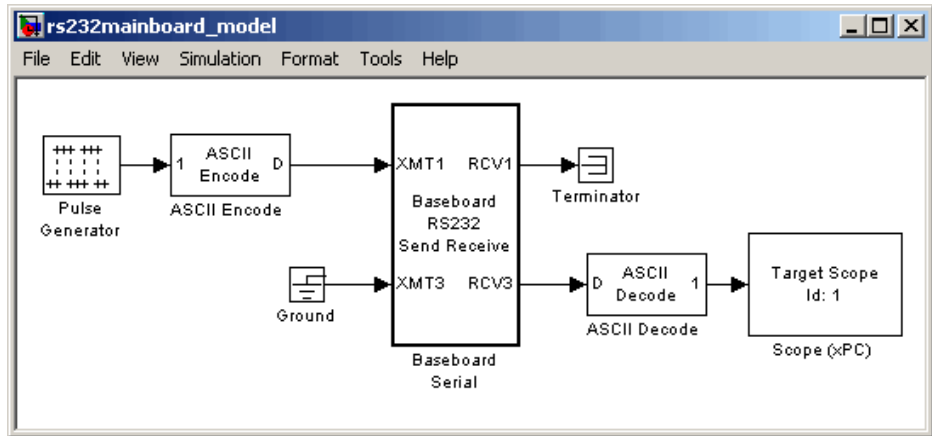 rs232mainboard_model
File Edit View Simulation Format Tools Help
Pulse
Generator
1 ASCII Encode D
ASCII Encode
Ground
XMT1 RCV1
Baseboard
RS232
Send Receive
XMT3 RCV3
Baseboard
Serial
Terminator
D ASCII Decode 1
ASCII Decode
Target Scope
Id: 1
Scope (xPC)